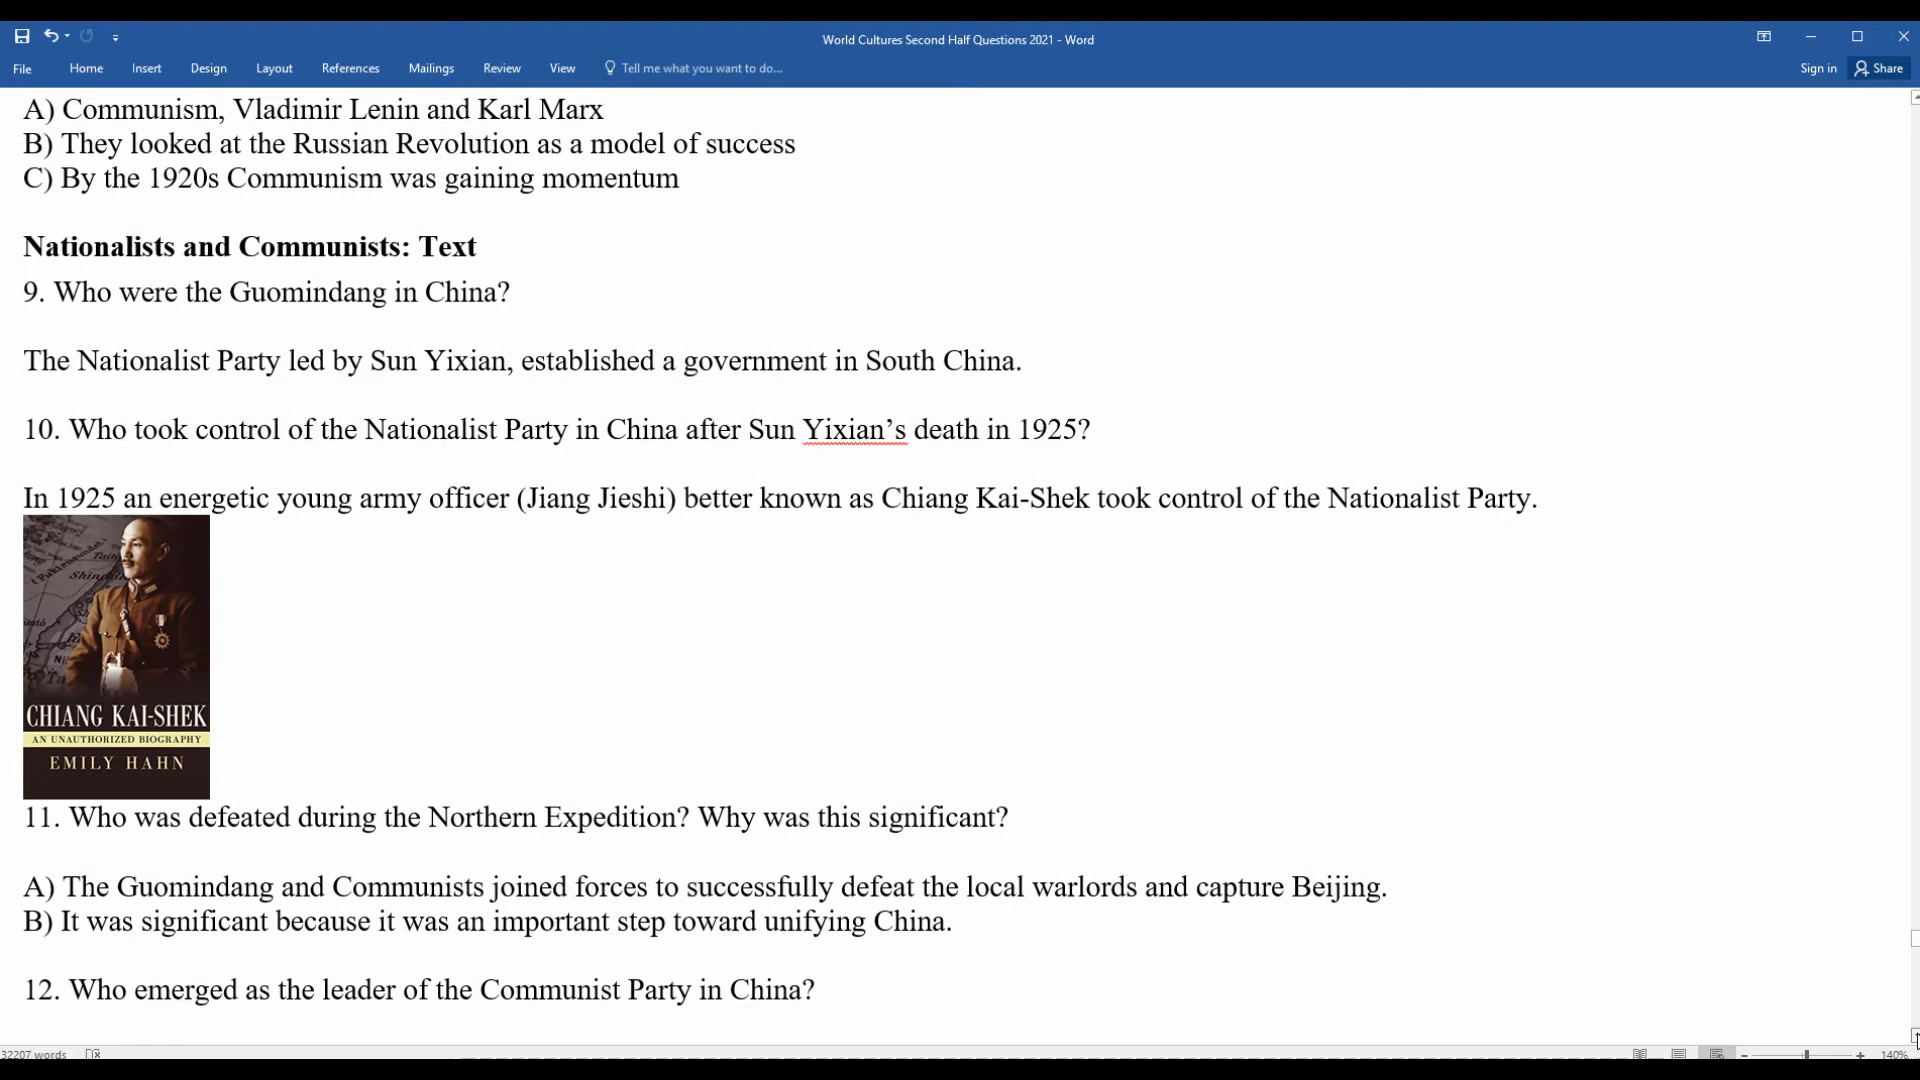 World Cultures Second Half Questions 2021 - Word
File Home Insert Design Layout References Mailings Review View Tell me what you want to do... Sign in Share
A) Communism, Vladimir Lenin and Karl Marx
B) They looked at the Russian Revolution as a model of success
C) By the 1920s Communism was gaining momentum
Nationalists and Communists: Text
9. Who were the Guomindang in China?
The Nationalist Party led by Sun Yixian, established a government in South China.
10. Who took control of the Nationalist Party in China after Sun Yixian’s death in 1925?
In 1925 an energetic young army officer (Jiang Jieshi) better known as Chiang Kai-Shek took control of the Nationalist Party.
CHIANG KAI-SHEK
AN UNAUTHORIZED BIOGRAPHY
EMILY HAHN
11. Who was defeated during the Northern Expedition? Why was this significant?
A) The Guomindang and Communists joined forces to successfully defeat the local warlords and capture Beijing.
B) It was significant because it was an important step toward unifying China.
12. Who emerged as the leader of the Communist Party in China?
32207 words 140%